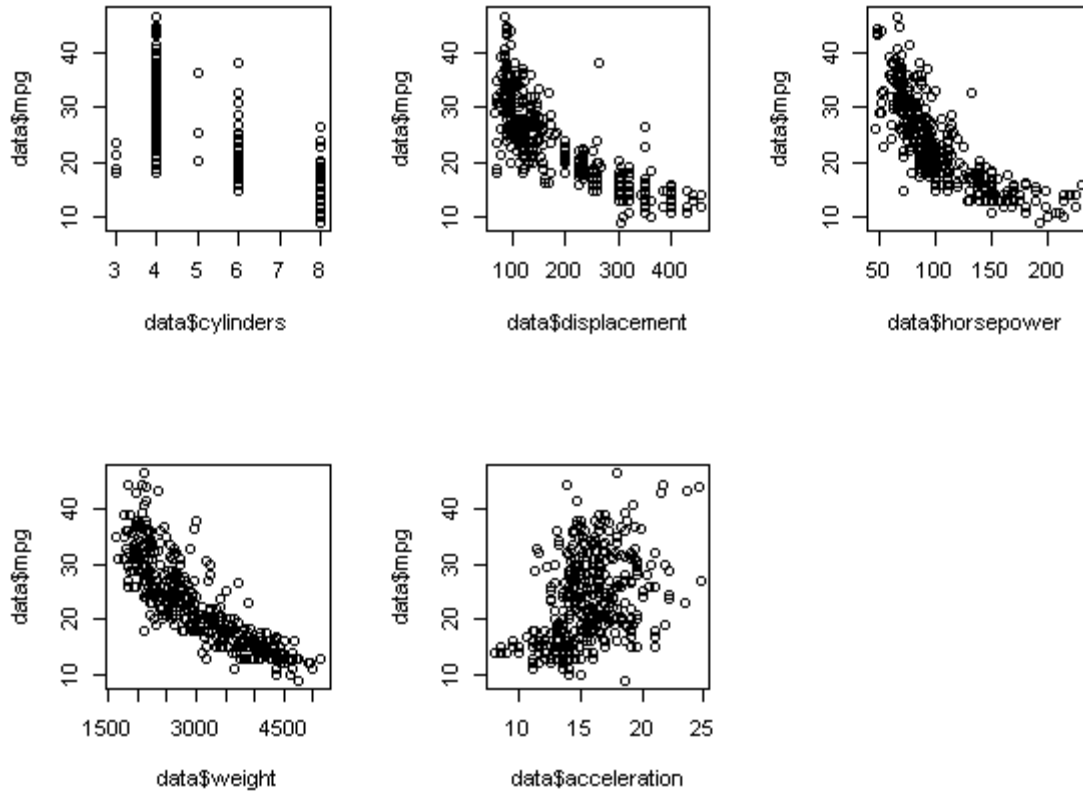 data$mpg
10 20 30 40
3 4 5 6 7 8
data$cylinders
data$mpg
10 20 30 40
100 200 300 400
data$displacement
data$mpg
10 20 30 40
50 100 150 200
data$horsepower
data$mpg
10 20 30 40
1500 3000 4500
data$weight
data$mpg
10 20 30 40
10 15 20 25
data$acceleration